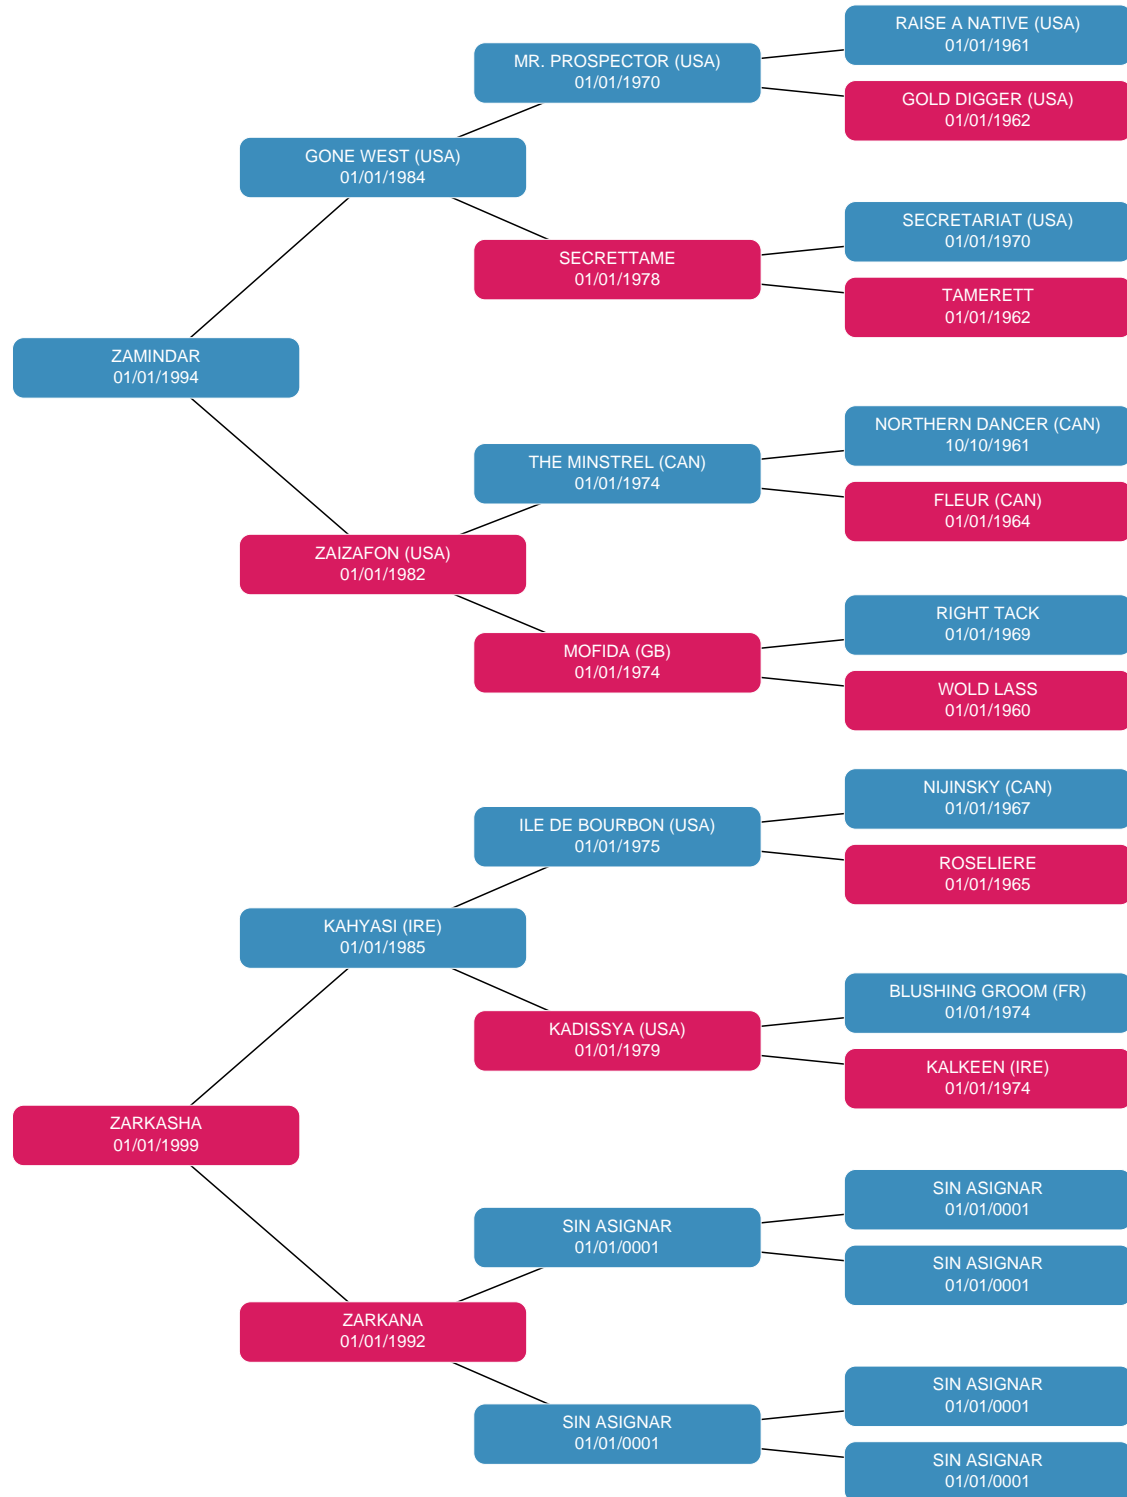 RAISE A NATIVE (USA)
01/01/1961
MR. PROSPECTOR (USA)
01/01/1970
GOLD DIGGER (USA)
01/01/1962
GONE WEST (USA)
01/01/1984
SECRETARIAT (USA)
01/01/1970
SECRETTAME
01/01/1978
TAMERETT
01/01/1962
ZAMINDAR
01/01/1994
NORTHERN DANCER (CAN)
10/10/1961
THE MINSTREL (CAN)
01/01/1974
FLEUR (CAN)
01/01/1964
ZAIZAFON (USA)
01/01/1982
RIGHT TACK
01/01/1969
MOFIDA (GB)
01/01/1974
WOLD LASS
01/01/1960
NIJINSKY (CAN)
01/01/1967
ILE DE BOURBON (USA)
01/01/1975
ROSELIERE
01/01/1965
KAHYASI (IRE)
01/01/1985
BLUSHING GROOM (FR)
01/01/1974
KADISSYA (USA)
01/01/1979
KALKEEN (IRE)
01/01/1974
ZARKASHA
01/01/1999
SIN ASIGNAR
01/01/0001
SIN ASIGNAR
01/01/0001
SIN ASIGNAR
01/01/0001
ZARKANA
01/01/1992
SIN ASIGNAR
01/01/0001
SIN ASIGNAR
01/01/0001
SIN ASIGNAR
01/01/0001